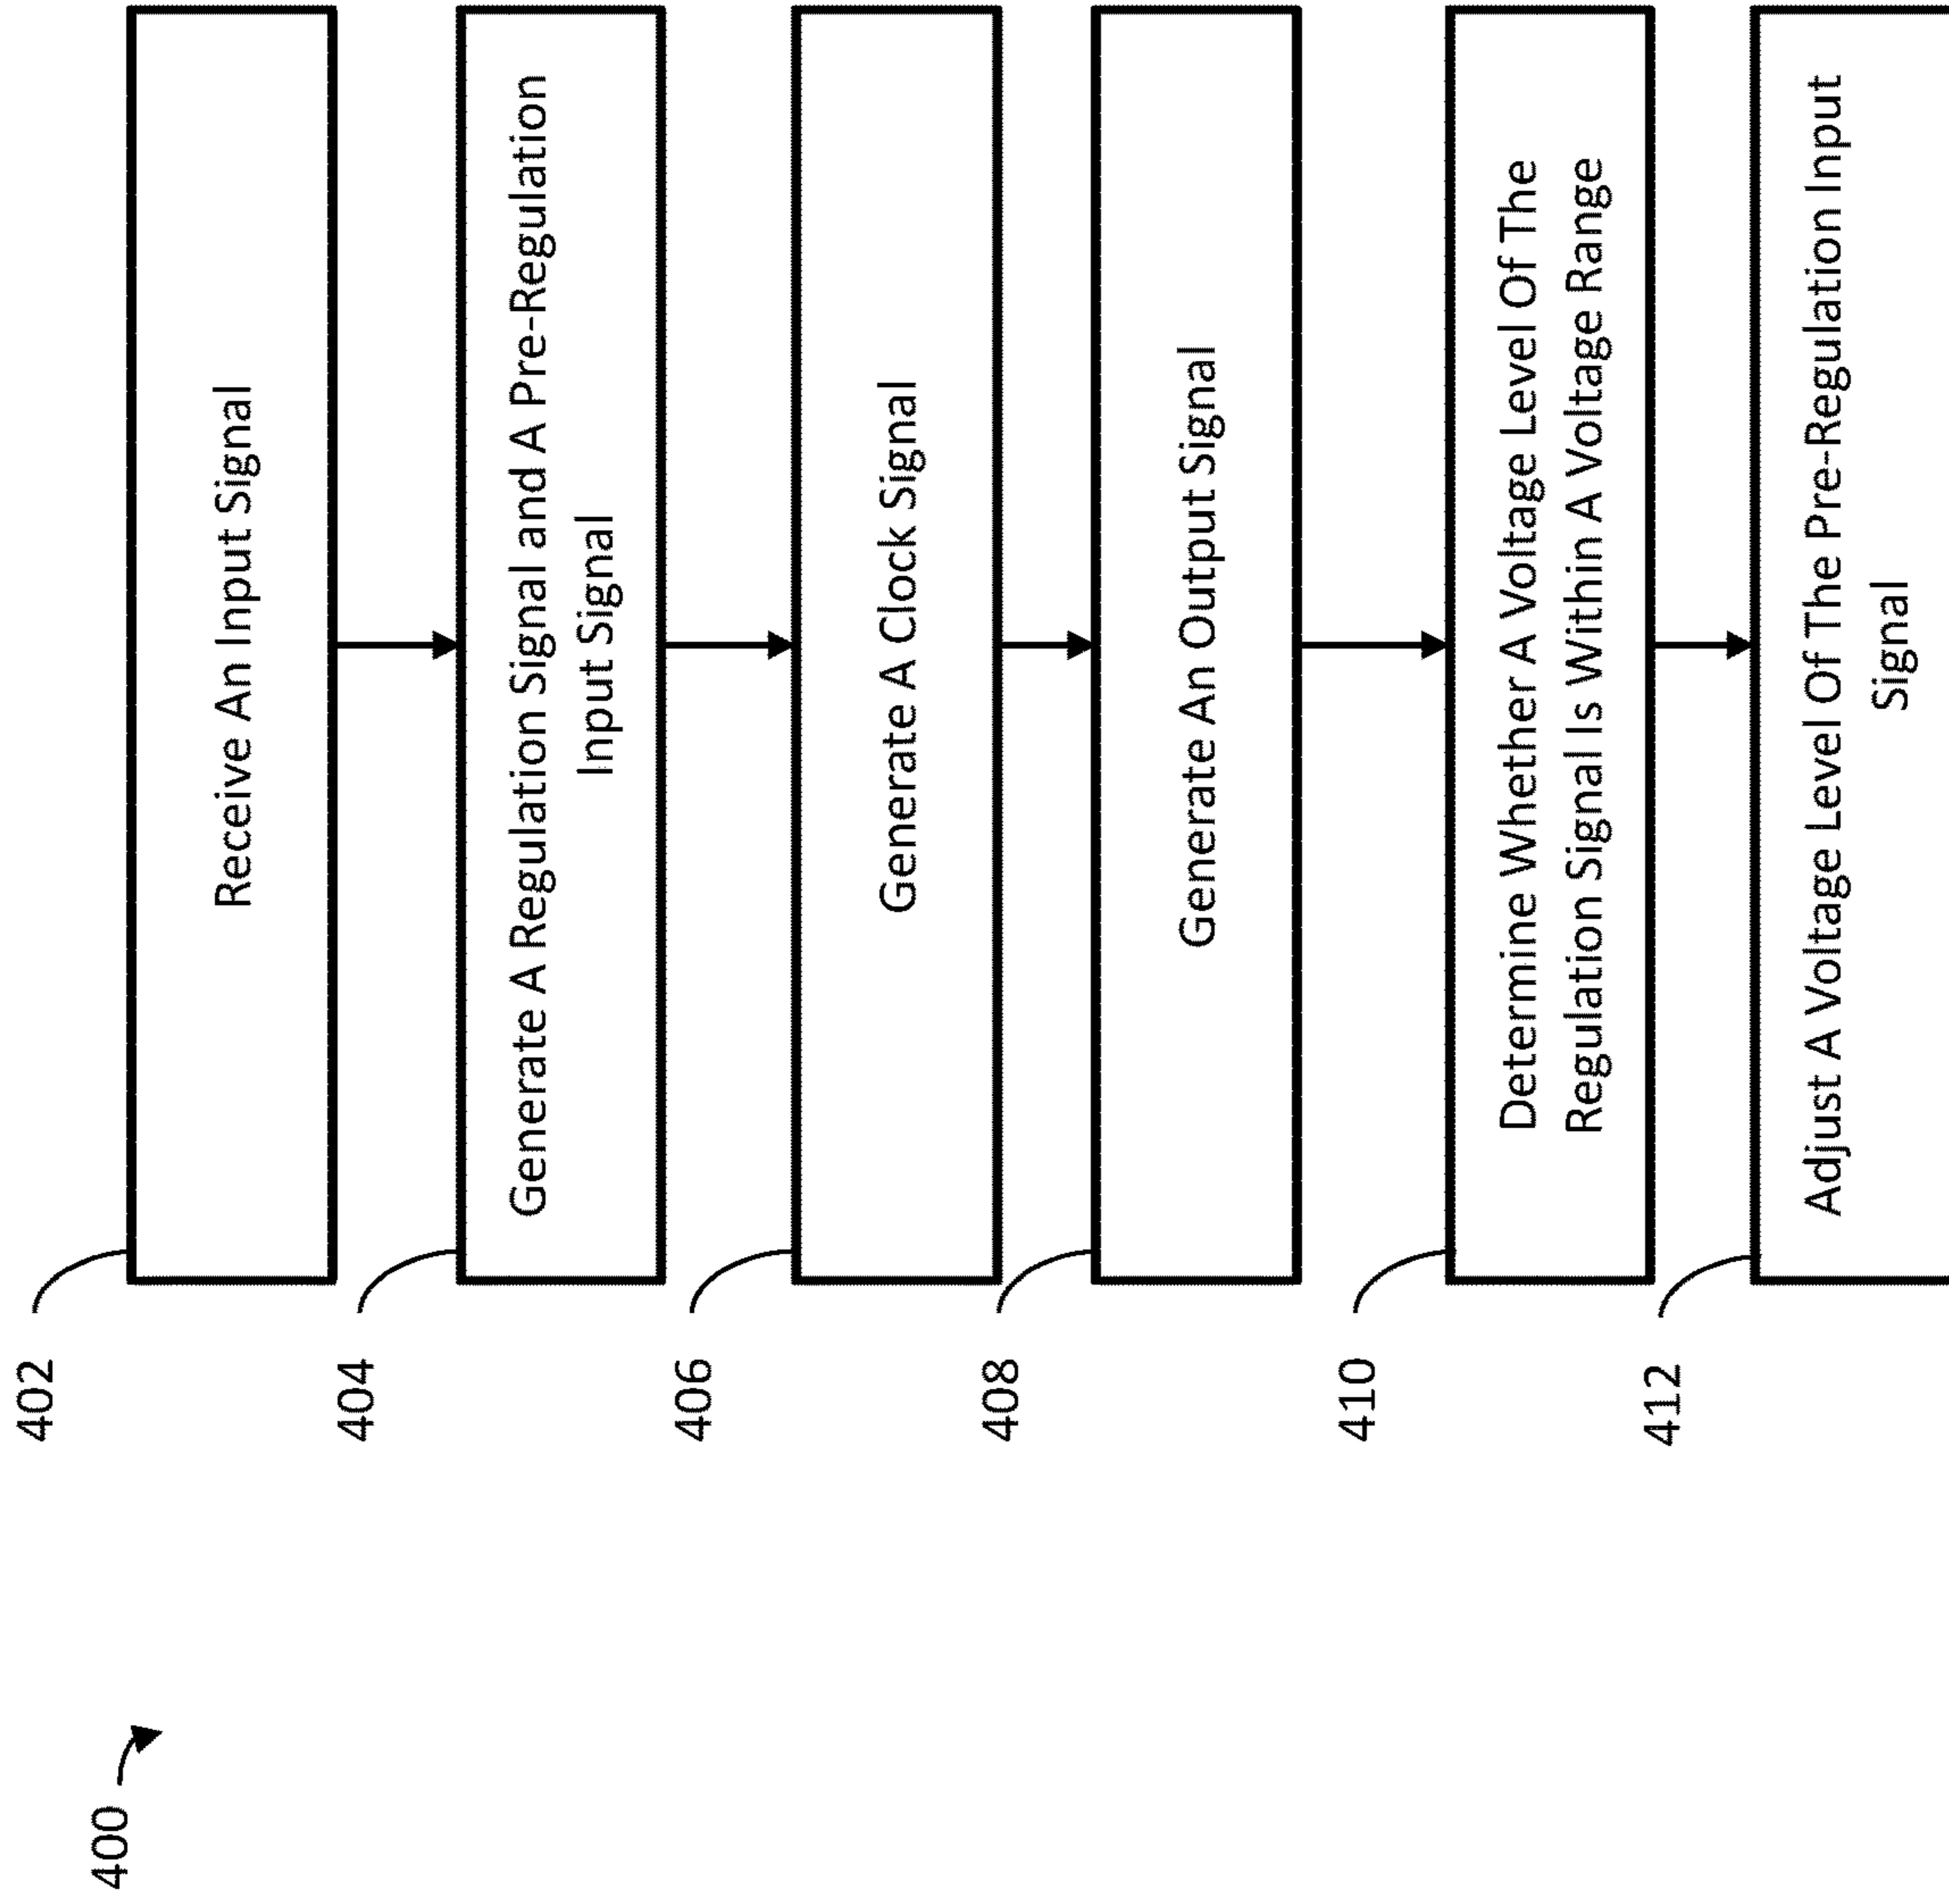 400
402
Receive An Input Signal
404
Generate A Regulation Signal and A Pre-Regulation
Input Signal
406
Generate A Clock Signal
408
Generate An Output Signal
410
Determine Whether A Voltage Level Of The
Regulation Signal Is Within A Voltage Range
412
Adjust A Voltage Level Of The Pre-Regulation Input
Signal